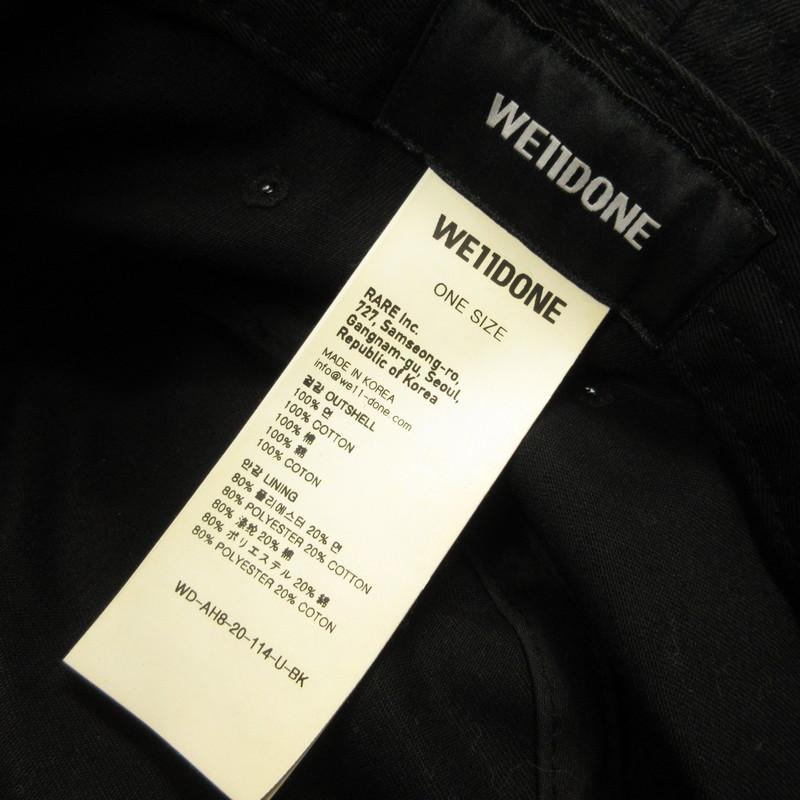 WE11DONE
WE11DONE
ONE SIZE
RARE Inc.
727, Samseong-ro,
Gangnam-gu, Seoul,
Republic of Korea
MADE IN KOREA
info@we11-done.com
겉감 OUTSHELL
100% 면
100% COTTON
100% 棉
100% 綿
100% COTON
안감 LINING
80% 폴리에스터 20% 면
80% POLYESTER 20% COTTON
80% 涤纶 20% 棉
80% ポリエステル 20% 綿
80% POLYESTER 20% COTON
WD-AH8-20-114-U-BK